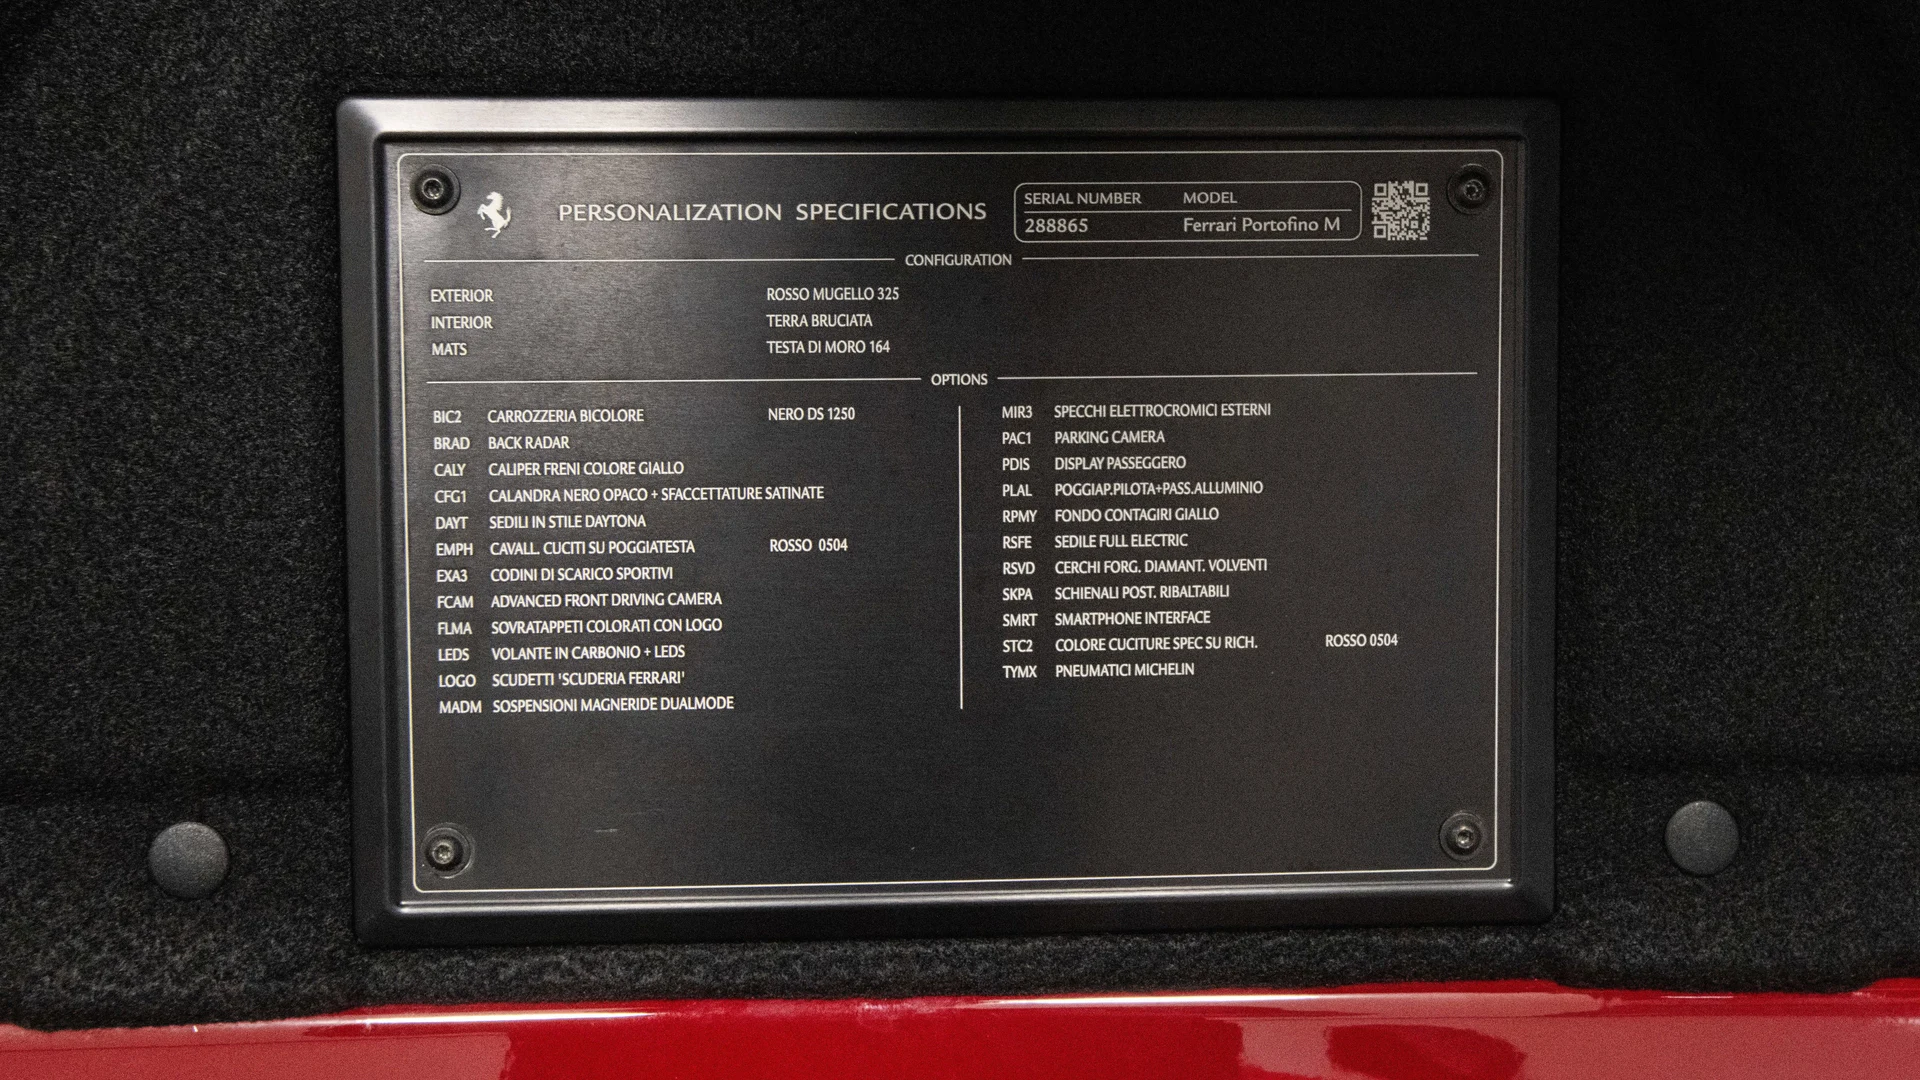 PERSONALIZATION SPECIFICATIONS
SERIAL NUMBER MODEL
288865 Ferrari Portofino M
CONFIGURATION
EXTERIOR ROSSO MUGELLO 325
INTERIOR TERRA BRUCIATA
MATS TESTA DI MORO 164
OPTIONS
BIC2 CARROZZERIA BICOLORE NERO DS 1250
BRAD BACK RADAR
CALY CALIPER FRENI COLORE GIALLO
CFG1 CALANDRA NERO OPACO + SFACCETTATURE SATINATE
DAYT SEDILI IN STILE DAYTONA
EMPH CAVALL. CUCITI SU POGGIATESTA ROSSO 0504
EXA3 CODINI DI SCARICO SPORTIVI
FCAM ADVANCED FRONT DRIVING CAMERA
FLMA SOVRATAPPETI COLORATI CON LOGO
LEDS VOLANTE IN CARBONIO + LEDS
LOGO SCUDETTI 'SCUDERIA FERRARI'
MADM SOSPENSIONI MAGNERIDE DUALMODE
MIR3 SPECCHI ELETTROCROMICI ESTERNI
PAC1 PARKING CAMERA
PDIS DISPLAY PASSEGGERO
PLAL POGGIAP.PILOTA+PASS.ALLUMINIO
RPMY FONDO CONTAGIRI GIALLO
RSFE SEDILE FULL ELECTRIC
RSVD CERCHI FORG. DIAMANT. VOLVENTI
SKPA SCHIENALI POST. RIBALTABILI
SMRT SMARTPHONE INTERFACE
STC2 COLORE CUCITURE SPEC SU RICH. ROSSO 0504
TYMX PNEUMATICI MICHELIN